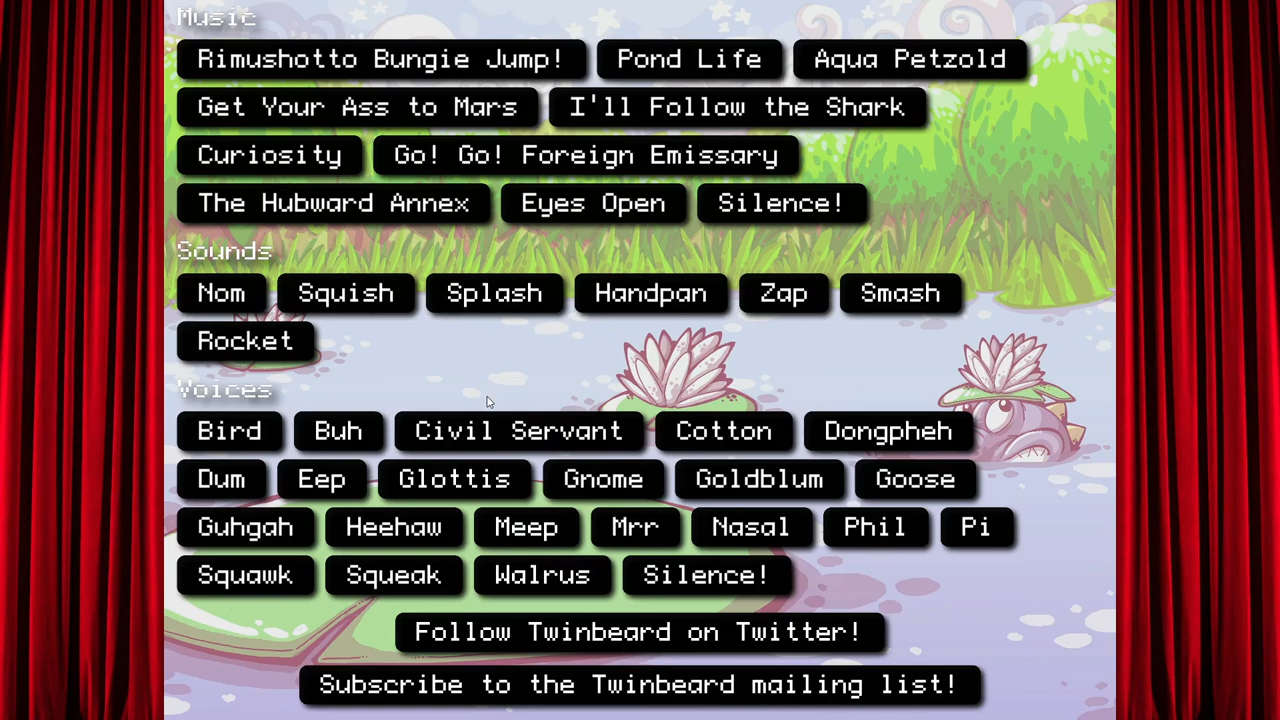 Music
Rimushotto Bungie Jump! Pond Life Aqua Petzold
Get Your Ass to Mars I'll Follow the Shark
Curiosity Go! Go! Foreign Emissary
The Hubward Annex Eyes Open Silence!
Sounds
Nom Squish Splash Handpan Zap Smash
Rocket
Voices
Bird Buh Civil Servant Cotton Dongpheh
Dum Eep Glottis Gnome Goldblum Goose
Guhgah Heehaw Meep Mrr Nasal Phil Pi
Squawk Squeak Walrus Silence!
Follow Twinbeard on Twitter!
Subscribe to the Twinbeard mailing list!